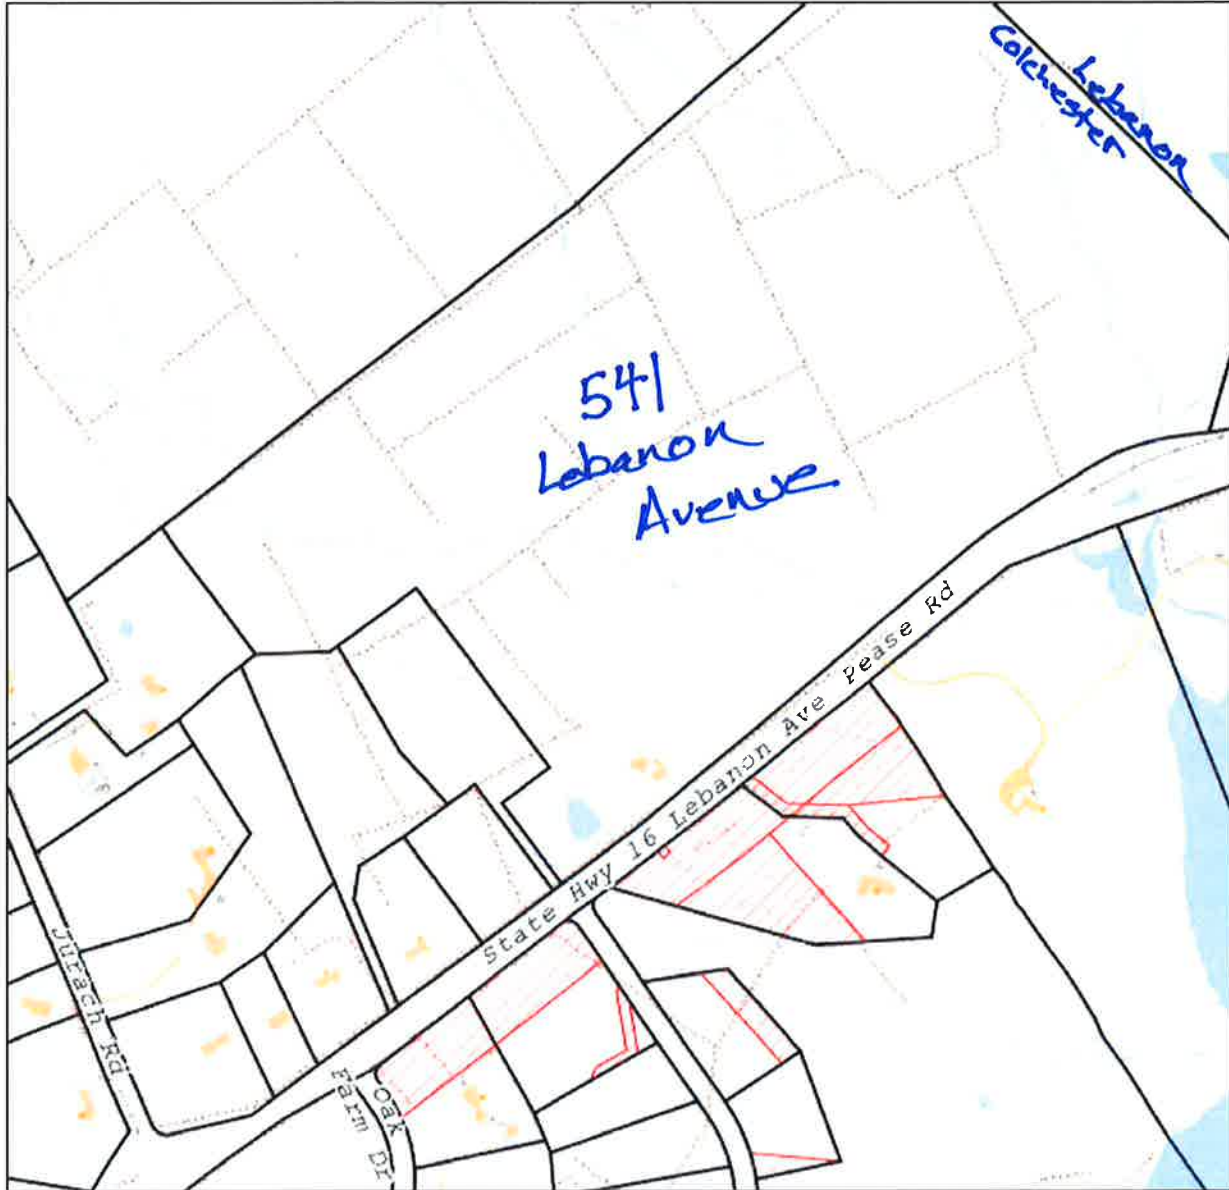 Lebanon
Colchester
541
Lebanon
Avenue
State Hwy 16 Lebanon Ave Pease Rd
Jurach Rd
Oak
Farm Dr